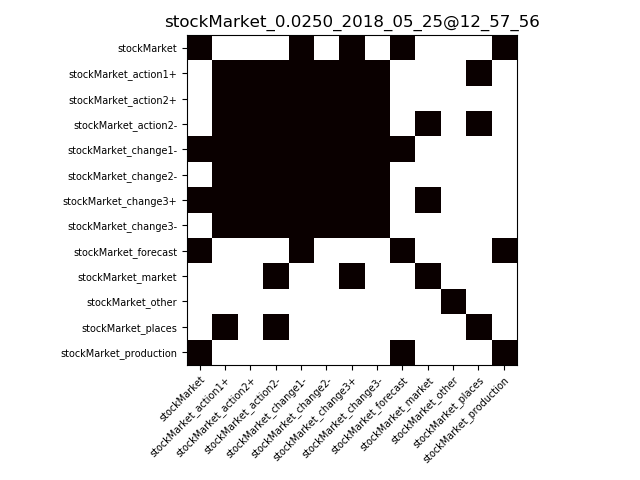 stockMarket_0.0250_2018_05_25@12_57_56
stockMarket
stockMarket_action1+
stockMarket_action2+
stockMarket_action2-
stockMarket_change1-
stockMarket_change2-
stockMarket_change3+
stockMarket_change3-
stockMarket_forecast
stockMarket_market
stockMarket_other
stockMarket_places
stockMarket_production
stockMarket
stockMarket_action1+
stockMarket_action2+
stockMarket_action2-
stockMarket_change1-
stockMarket_change2-
stockMarket_change3+
stockMarket_change3-
stockMarket_forecast
stockMarket_market
stockMarket_other
stockMarket_places
stockMarket_production